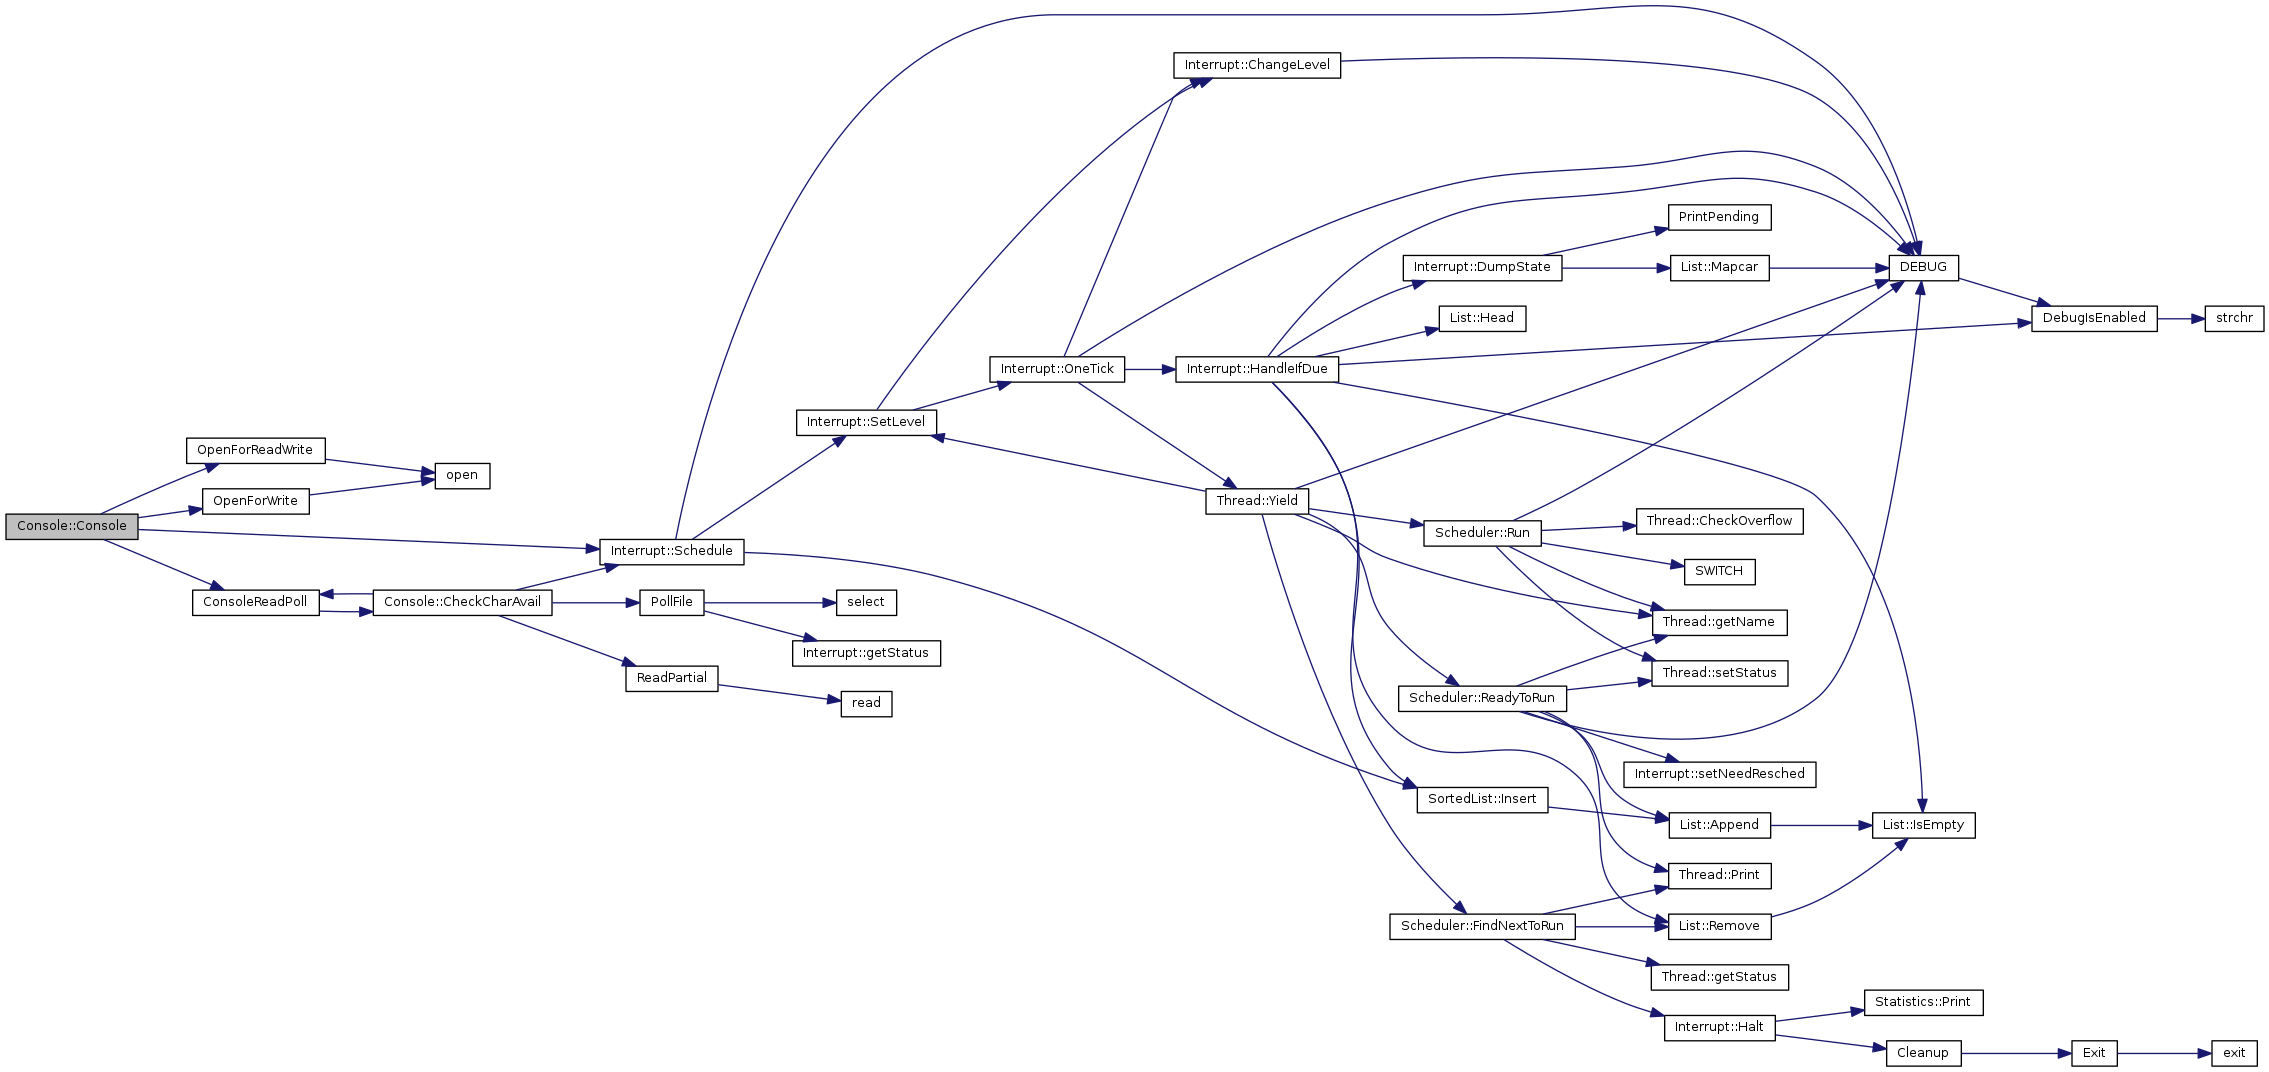 Console::Console
OpenForReadWrite
OpenForWrite
ConsoleReadPoll
open
Console::CheckCharAvail
Interrupt::Schedule
PollFile
ReadPartial
select
Interrupt::getStatus
read
Interrupt::SetLevel
Interrupt::OneTick
Interrupt::ChangeLevel
Interrupt::HandleIfDue
Thread::Yield
Interrupt::DumpState
List::Head
Scheduler::Run
Scheduler::ReadyToRun
SortedList::Insert
Scheduler::FindNextToRun
PrintPending
List::Mapcar
Thread::CheckOverflow
SWITCH
Thread::getName
Thread::setStatus
Interrupt::setNeedResched
List::Append
Thread::Print
List::Remove
Thread::getStatus
Interrupt::Halt
DEBUG
List::IsEmpty
Statistics::Print
Cleanup
DebugIsEnabled
Exit
strchr
exit